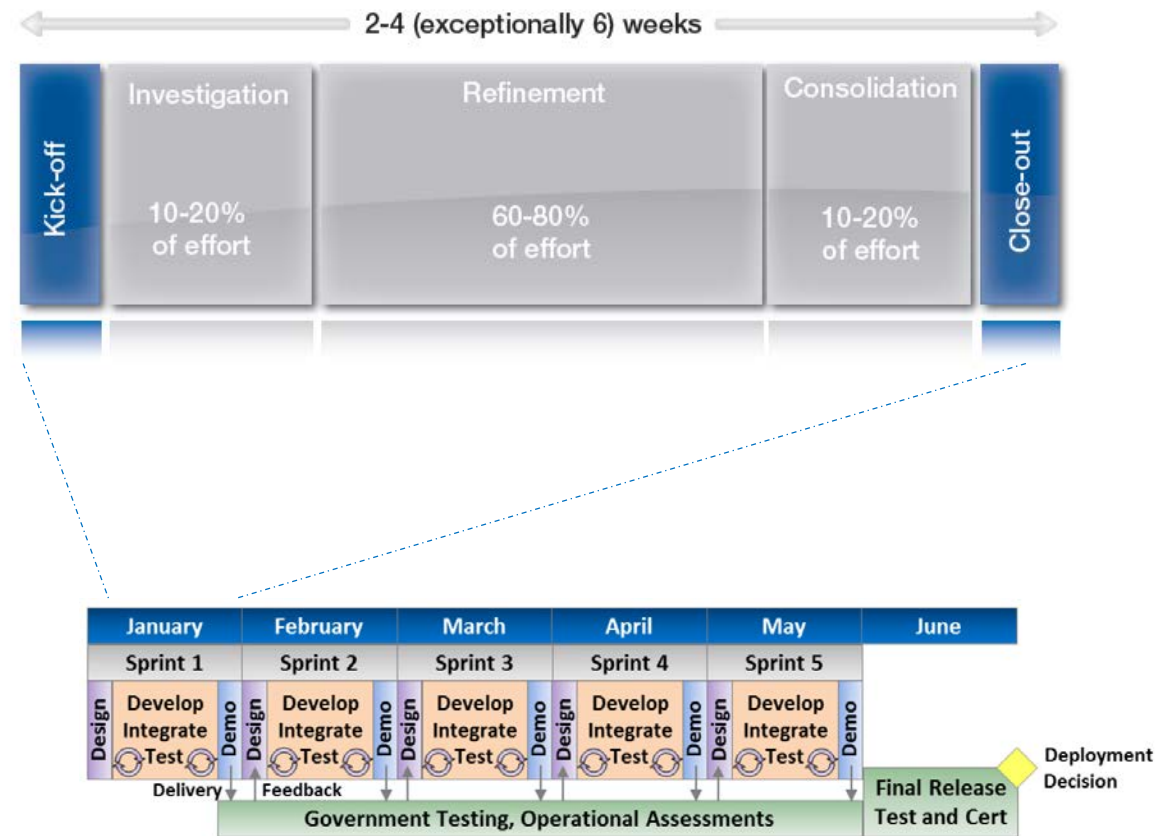 2-4 (exceptionally 6) weeks
Kick-off
Investigation
10-20%
of effort
Refinement
60-80%
of effort
Consolidation
10-20%
of effort
Close-out
January February March April May June
Sprint 1 Sprint 2 Sprint 3 Sprint 4 Sprint 5
Design
Develop
Integrate
Test
Demo
Design
Develop
Integrate
Test
Demo
Design
Develop
Integrate
Test
Demo
Design
Develop
Integrate
Test
Demo
Design
Develop
Integrate
Test
Demo
Delivery Feedback
Government Testing, Operational Assessments
Final Release
Test and Cert
Deployment
Decision